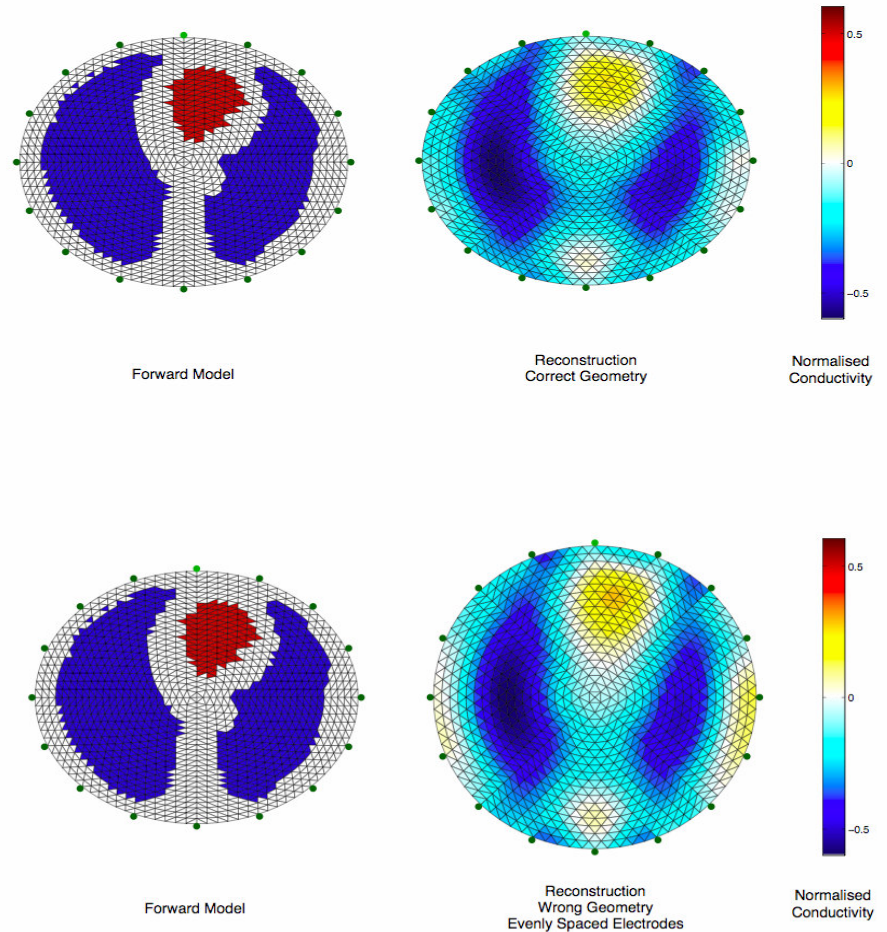 0.5
0
−0.5
Forward Model
Reconstruction
Correct Geometry
Normalised
Conductivity
0.5
0
−0.5
Forward Model
Reconstruction
Wrong Geometry
Evenly Spaced Electrodes
Normalised
Conductivity